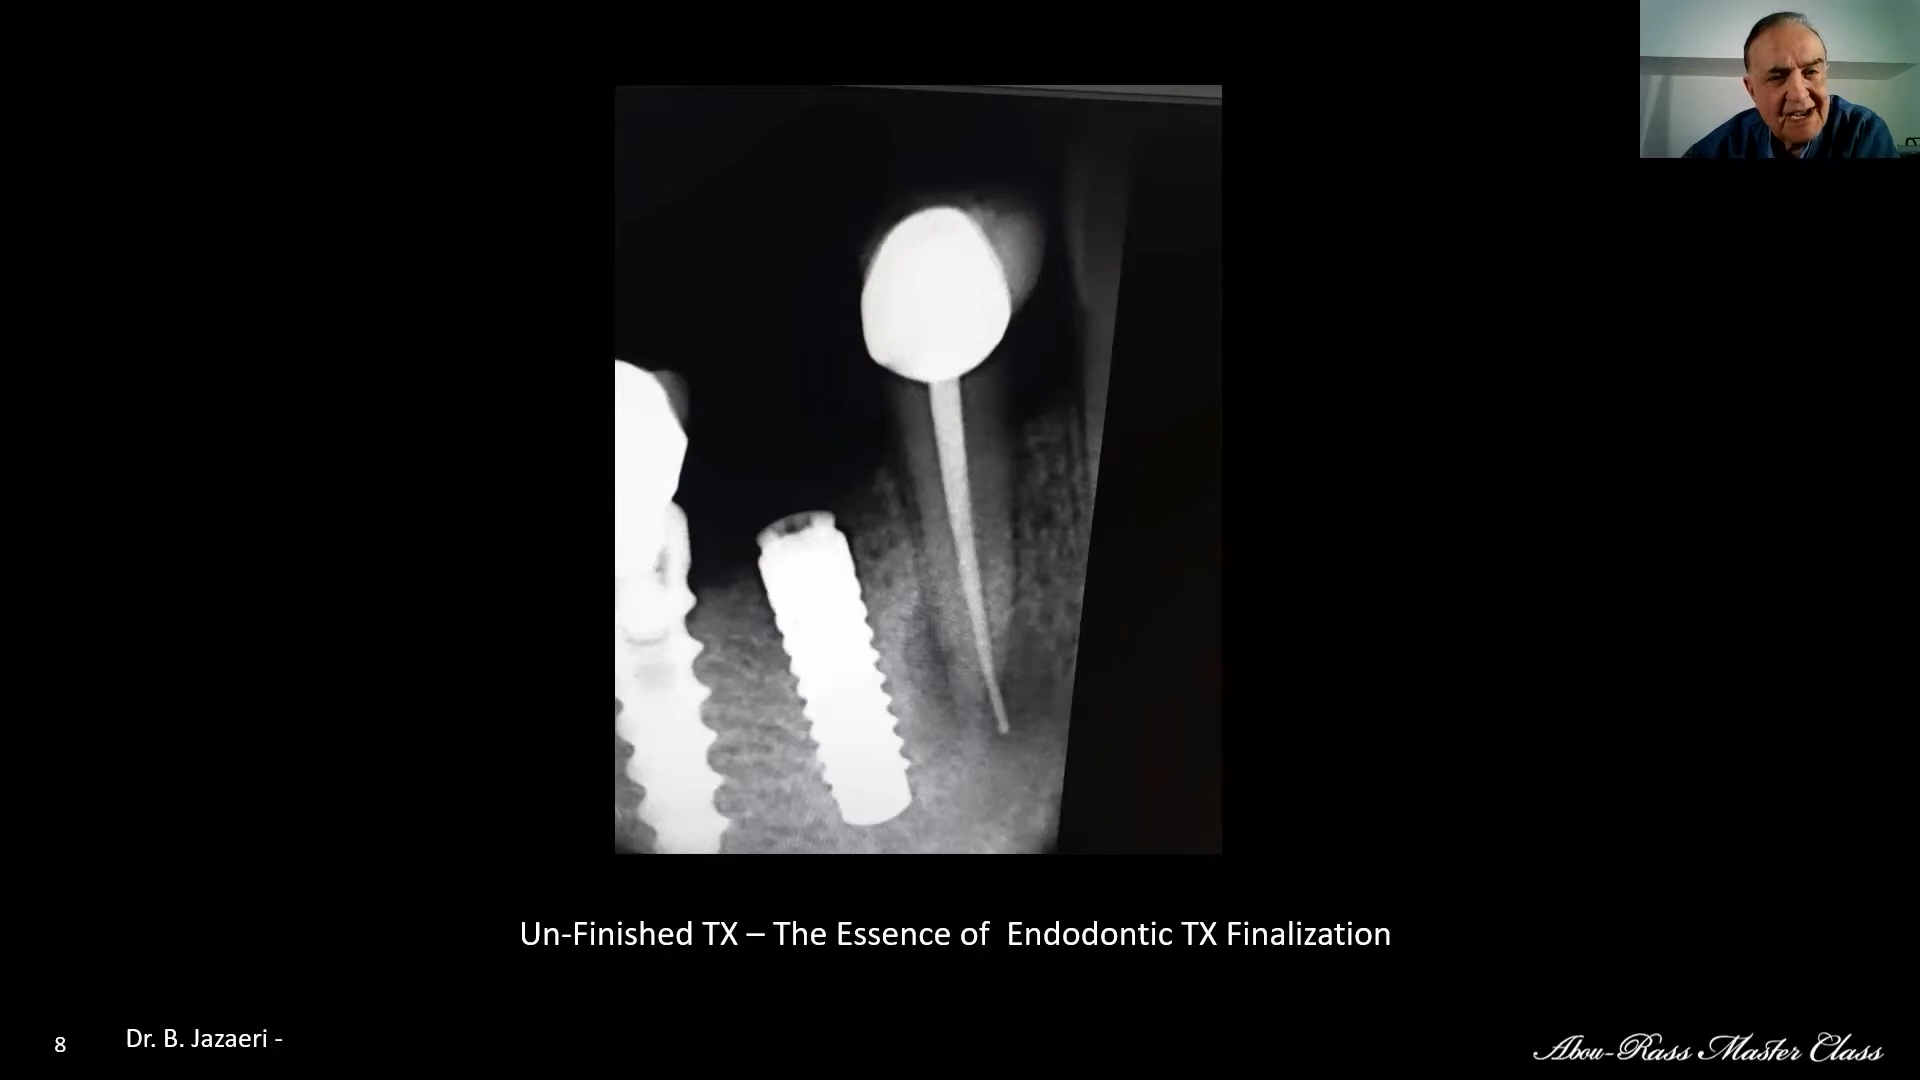 Un-Finished TX – The Essence of  Endodontic TX Finalization
8
Dr. B. Jazaeri -
Abou-Rass Master Class